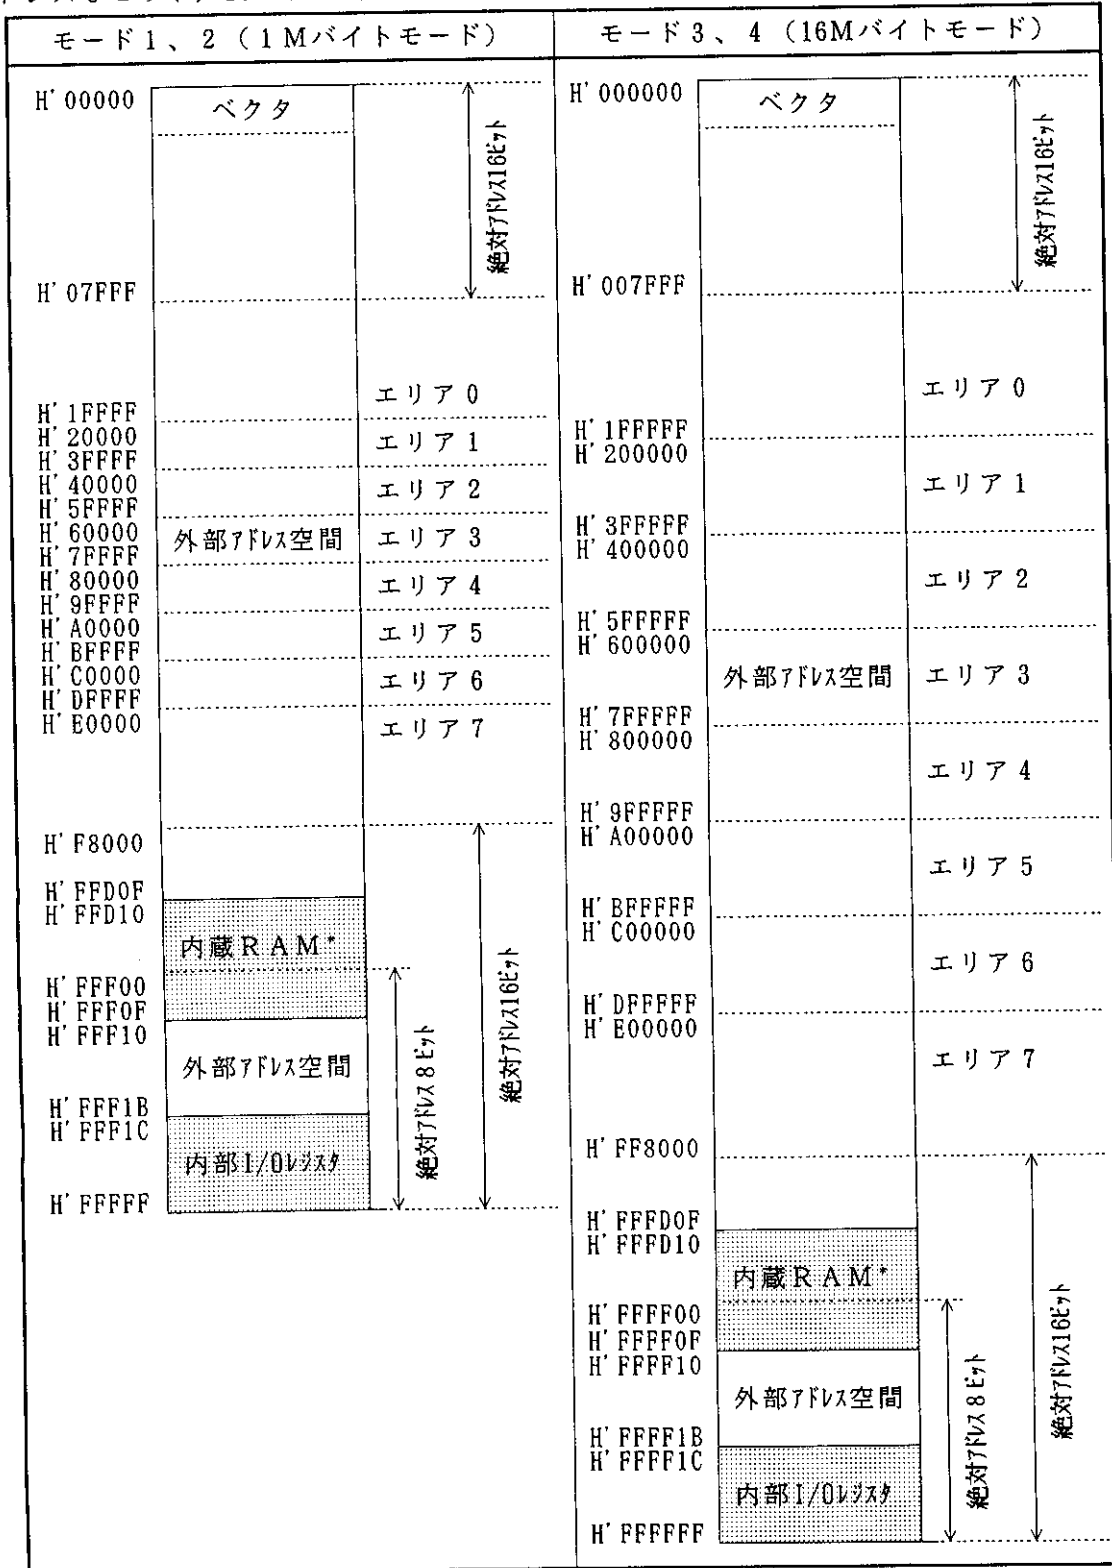 モード1、2（1Mバイトモード）
H'00000
ベクタ
絶対アドレス16ビット
H'07FFF
エリア0
H'1FFFF
H'20000
エリア1
H'3FFFF
H'40000
エリア2
H'5FFFF
H'60000
外部アドレス空間
エリア3
H'7FFFF
H'80000
エリア4
H'9FFFF
H'A0000
エリア5
H'BFFFF
H'C0000
エリア6
H'DFFFF
H'E0000
エリア7
H'F8000
H'FFD0F
H'FFD10
内蔵RAM*
絶対アドレス16ビット
H'FFF00
H'FFF0F
H'FFF10
外部アドレス空間
絶対アドレス8ビット
H'FFF1B
H'FFF1C
内部I/Oレジスタ
H'FFFFF
モード3、4（16Mバイトモード）
H'000000
ベクタ
絶対アドレス16ビット
H'007FFF
エリア0
H'1FFFFF
H'200000
エリア1
H'3FFFFF
H'400000
エリア2
H'5FFFFF
H'600000
外部アドレス空間
エリア3
H'7FFFFF
H'800000
エリア4
H'9FFFFF
H'A00000
エリア5
H'BFFFFF
H'C00000
エリア6
H'DFFFFF
H'E00000
エリア7
H'FF8000
H'FFFD0F
H'FFFD10
内蔵RAM*
H'FFFF00
H'FFFF0F
H'FFFF10
絶対アドレス16ビット
外部アドレス空間
絶対アドレス8ビット
H'FFFF1B
H'FFFF1C
内部I/Oレジスタ
H'FFFFFF